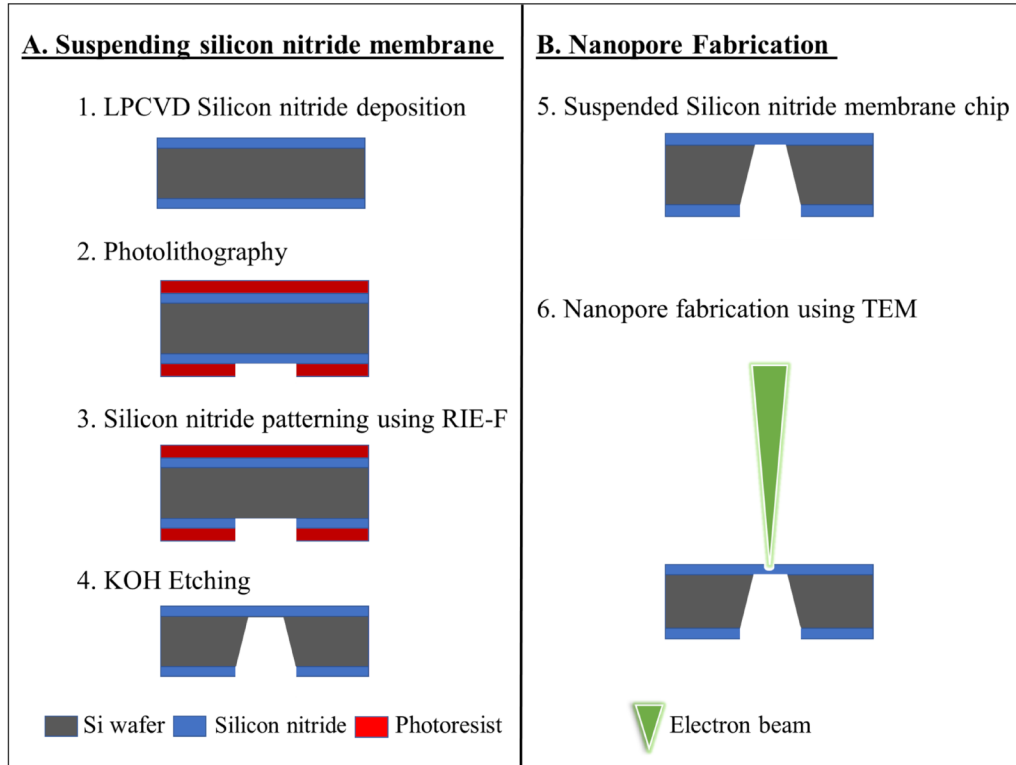 A. Suspending silicon nitride membrane
1. LPCVD Silicon nitride deposition
2. Photolithography
3. Silicon nitride patterning using RIE-F
4. KOH Etching
Si wafer
Silicon nitride
Photoresist
B. Nanopore Fabrication
5. Suspended Silicon nitride membrane chip
6. Nanopore fabrication using TEM
Electron beam